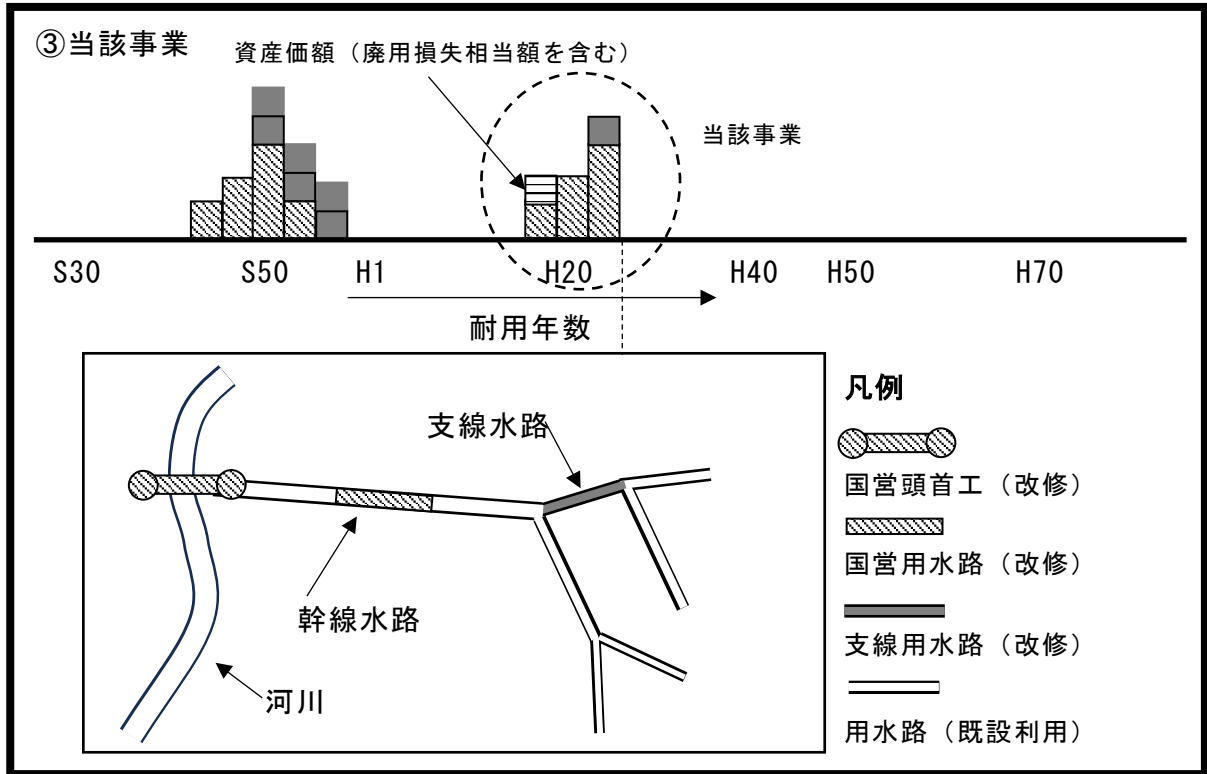 ③当該事業
資産価額（廃用損失相当額を含む）
当該事業
S30 S50 H1 H20 H40 H50 H70
耐用年数
支線水路
幹線水路
河川
凡例
国営頭首工（改修）
国営用水路（改修）
支線用水路（改修）
用水路（既設利用）